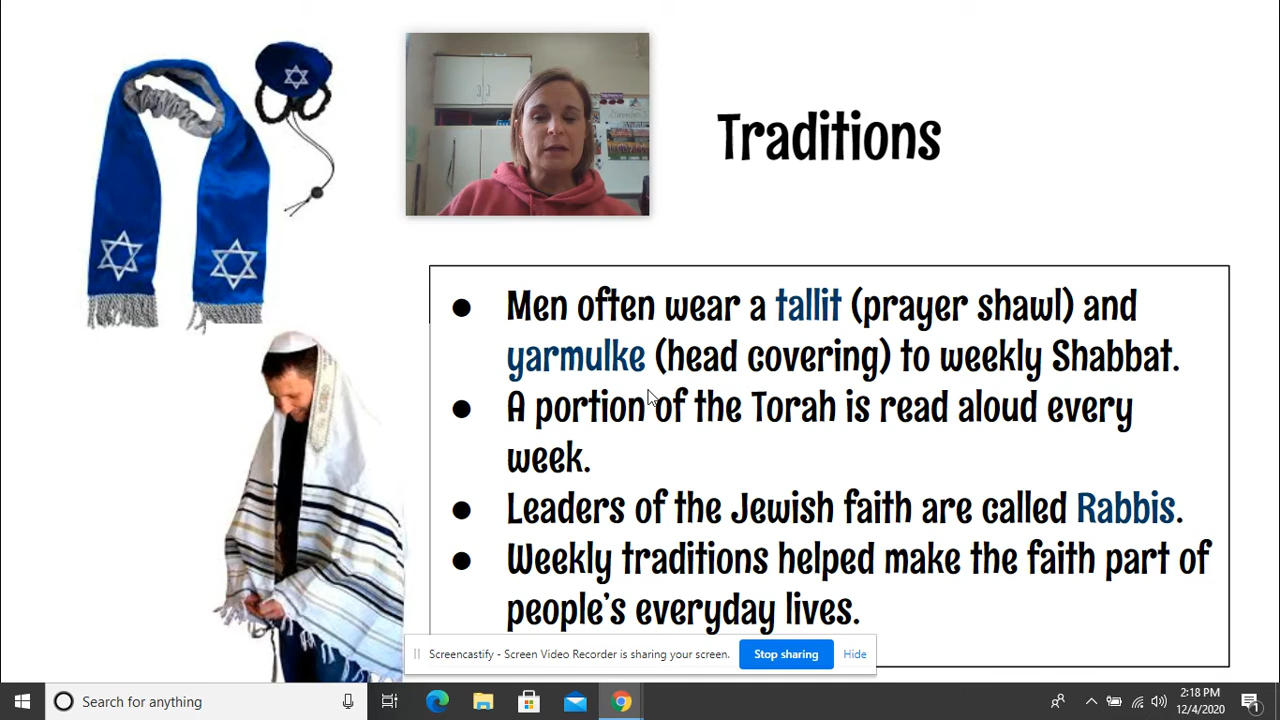 Traditions
● Men often wear a tallit (prayer shawl) and
yarmulke (head covering) to weekly Shabbat.
● A portion of the Torah is read aloud every
week.
● Leaders of the Jewish faith are called Rabbis.
● Weekly traditions helped make the faith part of
people's everyday lives.
Screencastify - Screen Video Recorder is sharing your screen. Stop sharing Hide
Search for anything
2:18 PM
12/4/2020
1